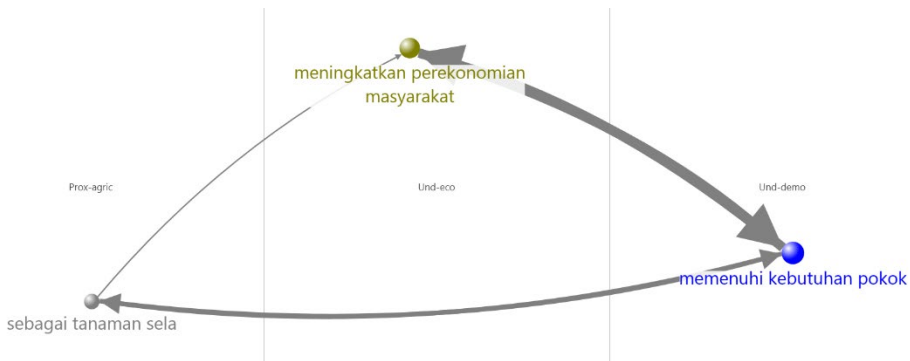 meningkatkan perekonomian
masyarakat
Prox-agric
Und-eco
Und-demo
memenuhi kebutuhan pokok
sebagai tanaman sela